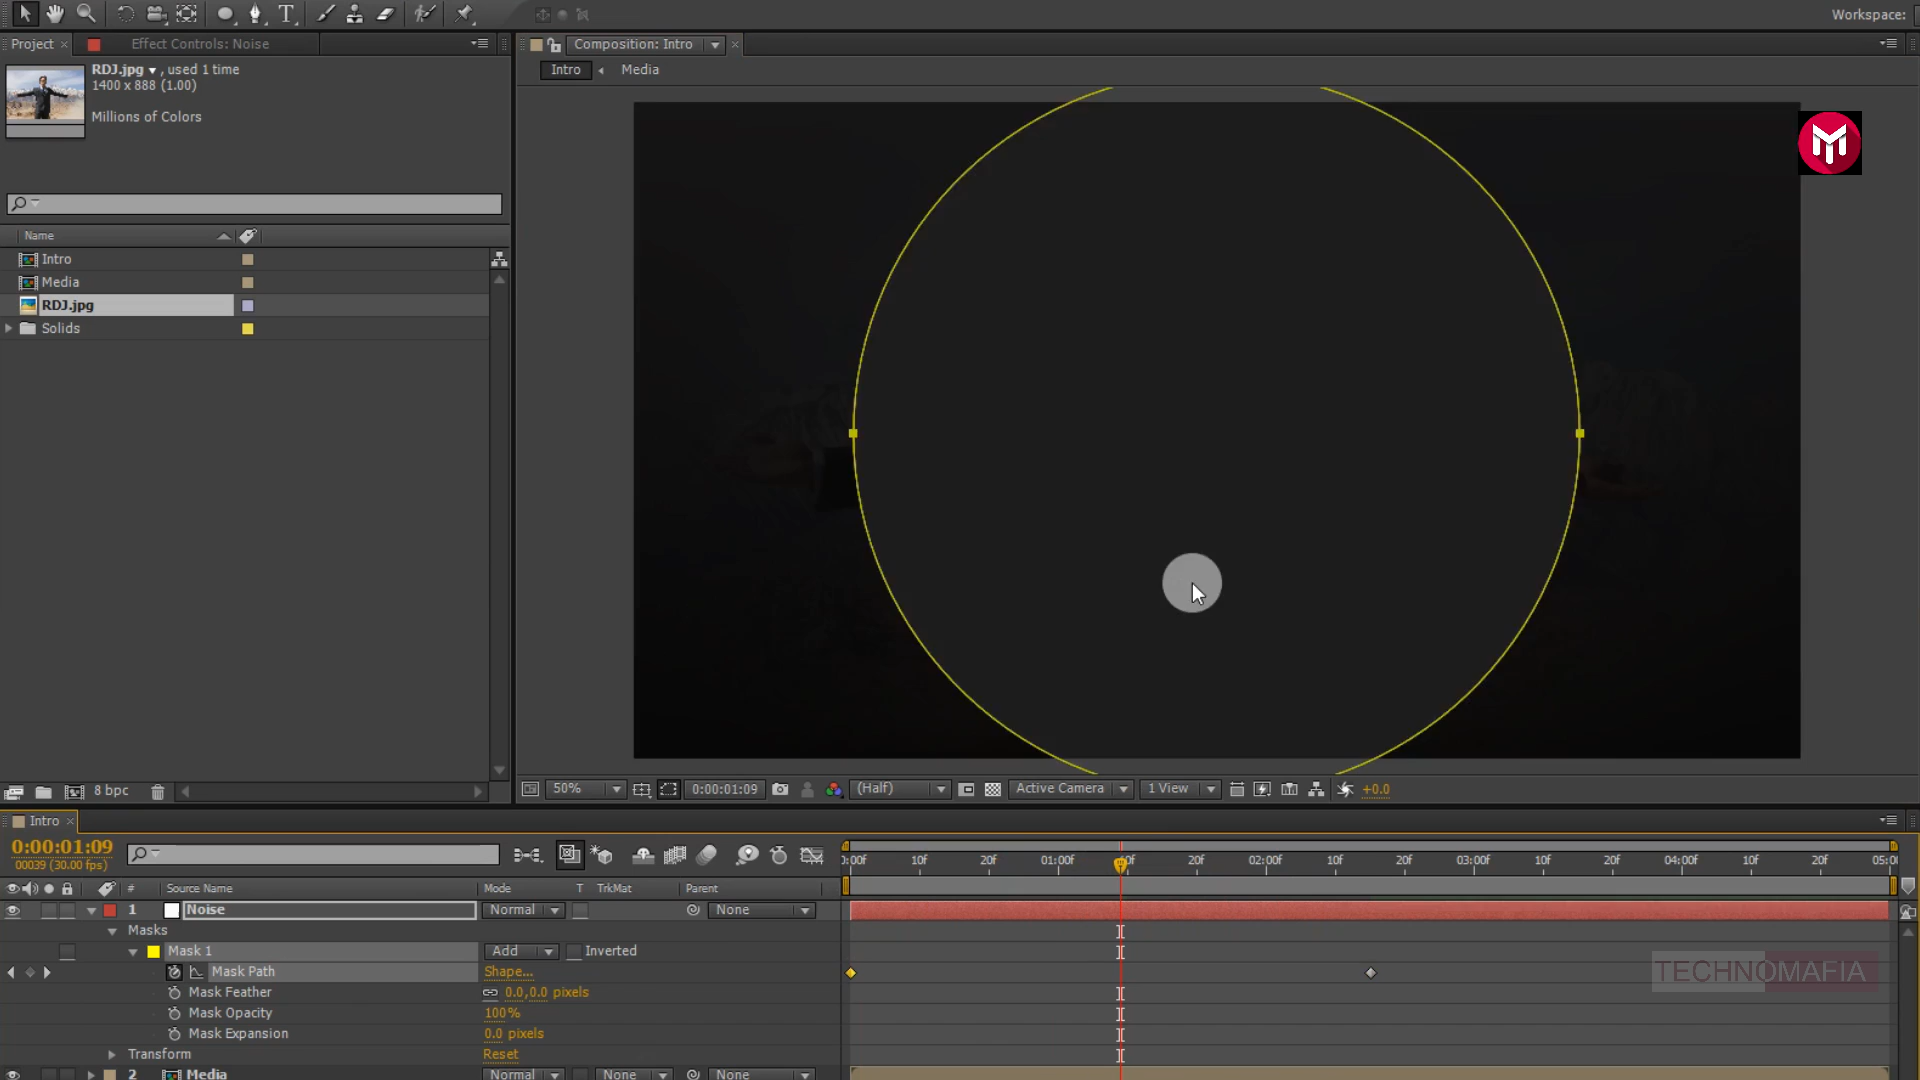 Workspace:
Project × Effect Controls: Noise
Composition: Intro
RDJ.jpg ▾ , used 1 time
1400 x 888 (1.00)
Millions of Colors
Intro Media
Name
Intro
Media
RDJ.jpg
Solids
8 bpc
50% 0:00:01:09 (Half) Active Camera 1 View +0.0
Intro ×
0:00:01:09
00039 (30.00 fps)
0:00f 10f 20f 01:00f 20f 02:00f 10f 20f 03:00f 10f 20f 04:00f 10f 20f
# Source Name Mode T TrkMat Parent
1 Noise Normal None
Masks
Mask 1 Add Inverted
Mask Path Shape...
Mask Feather 0.0,0.0 pixels
Mask Opacity 100%
Mask Expansion 0.0 pixels
Transform Reset
2 Media Normal None None
TECHNOMAFIA